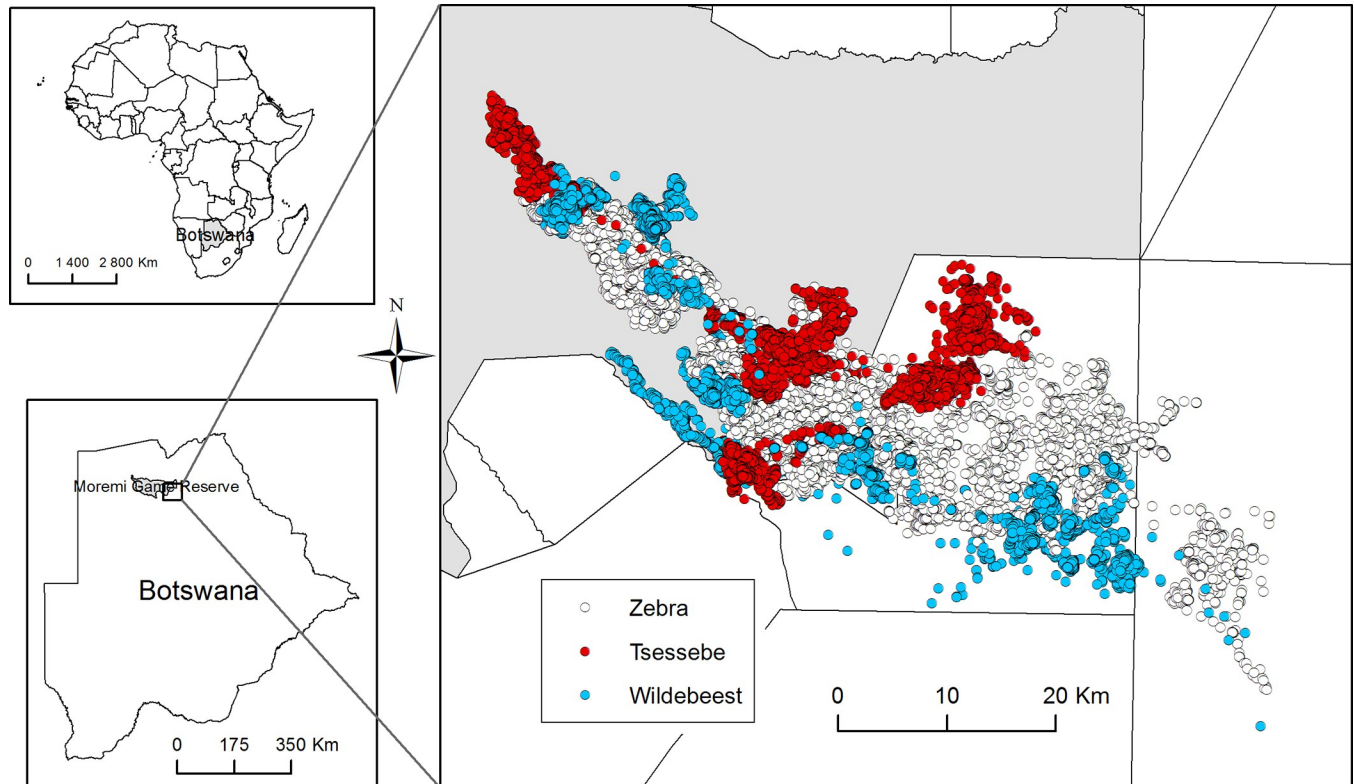 Botswana
0 1 400 2 800 Km
N
Moremi Game Reserve
Botswana
0 175 350 Km
Zebra
Tsessebe
Wildebeest
0 10 20 Km